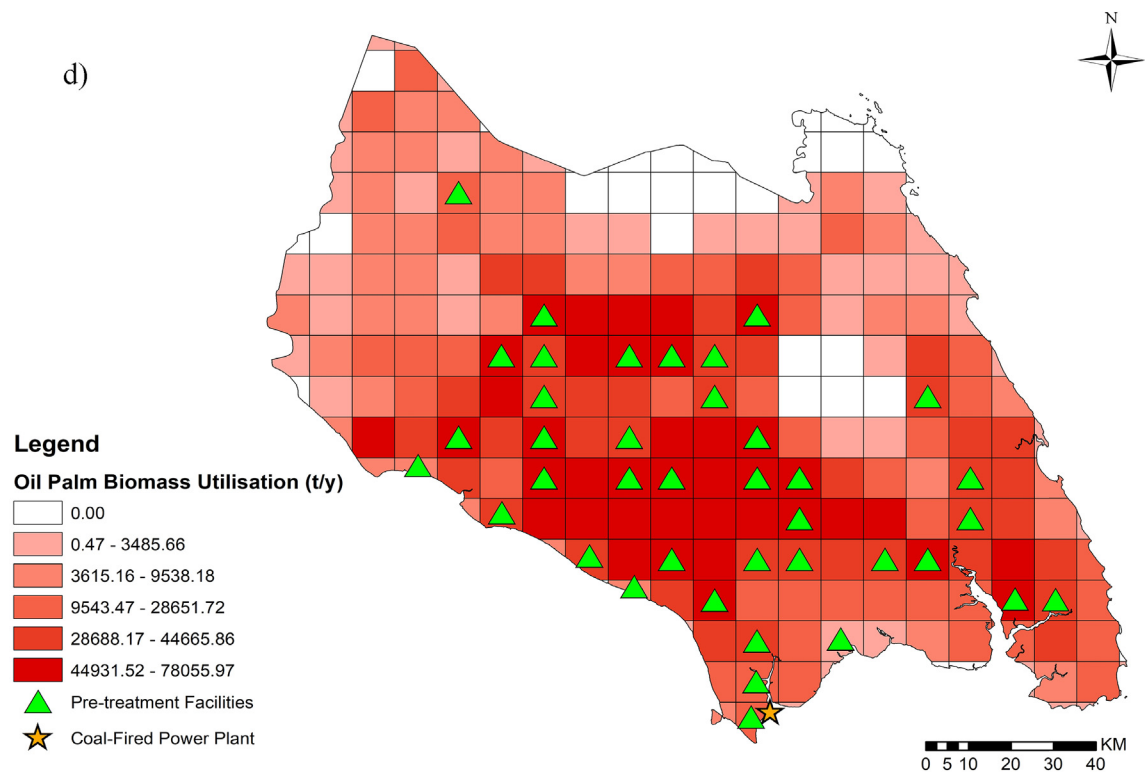 N
d)
Legend
Oil Palm Biomass Utilisation (t/y)
0.00
0.47 - 3485.66
3615.16 - 9538.18
9543.47 - 28651.72
28688.17 - 44665.86
44931.52 - 78055.97
Pre-treatment Facilities
Coal-Fired Power Plant
KM
0 5 10 20 30 40